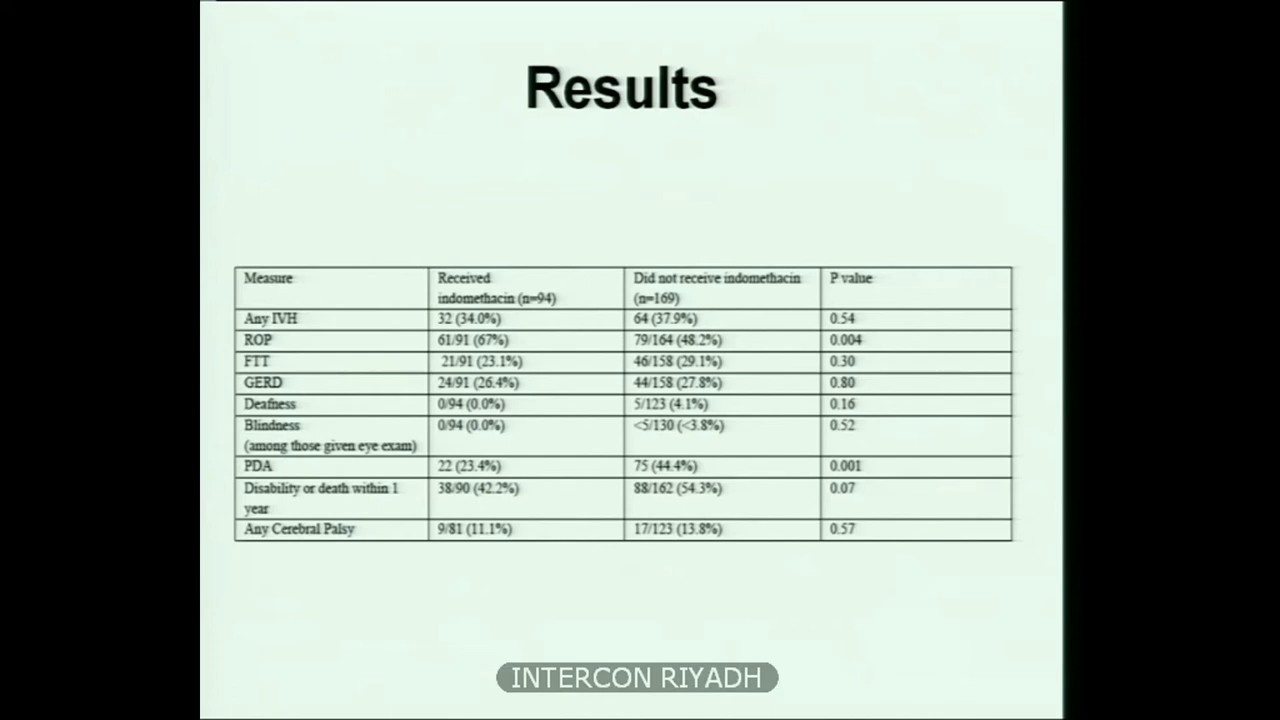 Results
Measure
Received
indomethacin (n=94)
Did not receive indomethacin
(n=169)
P value
Any IVH 32 (34.0%) 64 (37.9%) 0.54
ROP 61/91 (67%) 79/164 (48.2%) 0.004
FTT 21/91 (23.1%) 46/158 (29.1%) 0.30
GERD 24/91 (26.4%) 44/158 (27.8%) 0.80
Deafness 0/94 (0.0%) 5/123 (4.1%) 0.16
Blindness
(among those given eye exam)
0/94 (0.0%) <5/130 (<3.8%) 0.52
PDA 22 (23.4%) 75 (44.4%) 0.001
Disability or death within 1
year
38/90 (42.2%) 88/162 (54.3%) 0.07
Any Cerebral Palsy 9/81 (11.1%) 17/123 (13.8%) 0.57
INTERCON RIYADH